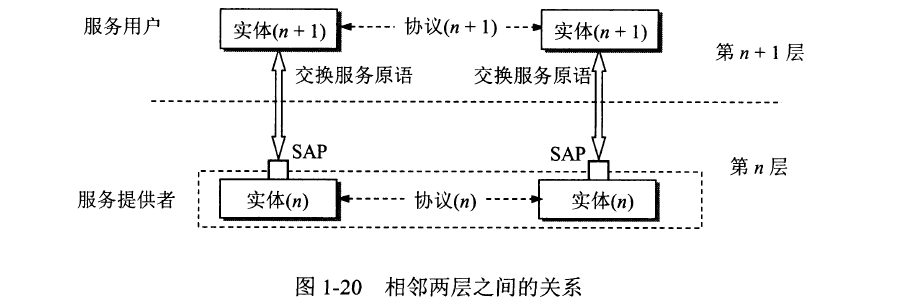 服务用户 实体(n + 1) 协议(n + 1) 实体(n + 1)
第 n + 1 层
交换服务原语 交换服务原语
SAP SAP
第 n 层
服务提供者 实体(n) 协议(n) 实体(n)
图 1-20 相邻两层之间的关系